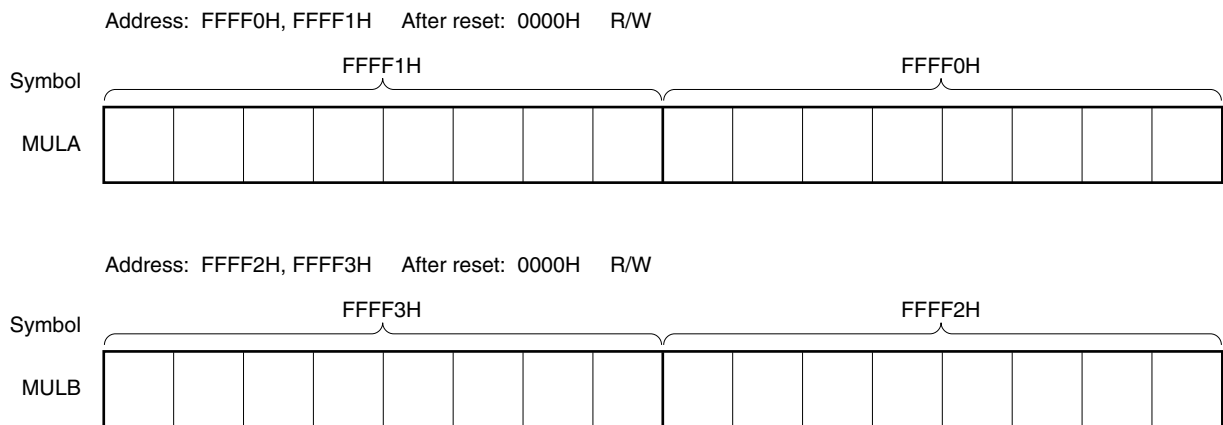 Address: FFFF0H, FFFF1H After reset: 0000H R/W
FFFF1H FFFF0H
Symbol
MULA
Address: FFFF2H, FFFF3H After reset: 0000H R/W
FFFF3H FFFF2H
Symbol
MULB